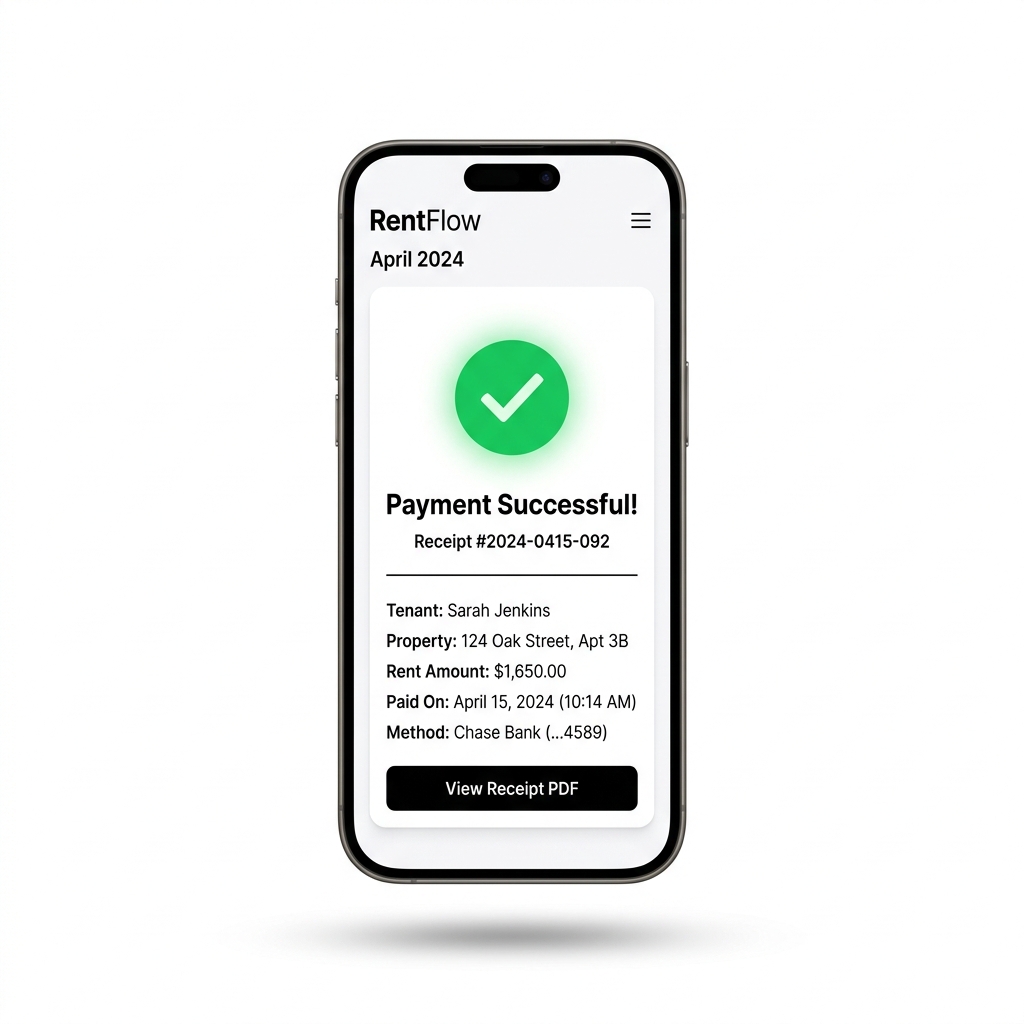 RentFlow
April 2024
Payment Successful!
Receipt #2024-0415-092
Tenant: Sarah Jenkins
Property: 124 Oak Street, Apt 3B
Rent Amount: $1,650.00
Paid On: April 15, 2024 (10:14 AM)
Method: Chase Bank (...4589)
View Receipt PDF